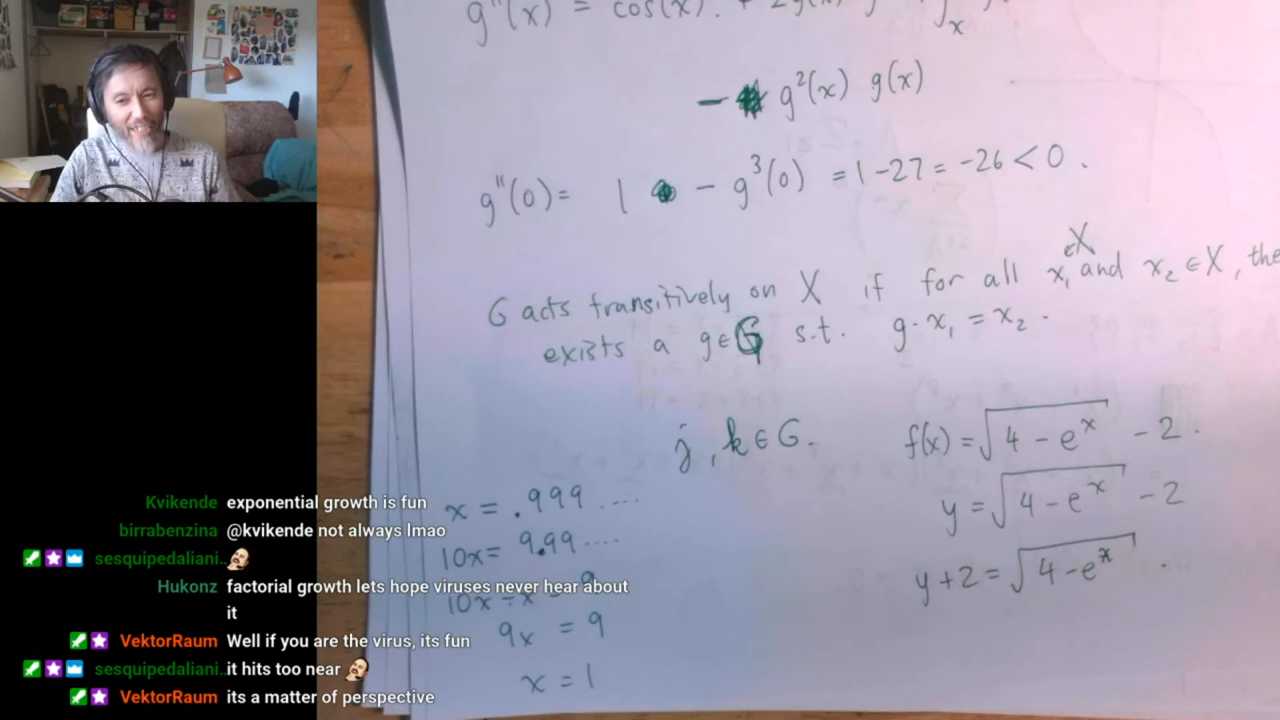 g''(x) = cos(x).
- g²(x) g(x)
g''(0)= 1 - g³(0) = 1-27 = -26 < 0.
G acts transitively on X if for all x₁ ∈X and x₂ ∈ X, the
exists a g∈G s.t. g·x₁ = x₂.
j, k ∈ G.
f(x) = √(4 - eˣ) - 2.
y = √(4 - eˣ) - 2
y+2 = √(4-eˣ) .
x = .999....
10x = 9.99....
10x - x = 9
9x = 9
x = 1
Kvikende exponential growth is fun
birrabenzina @kvikende not always lmao
sesquipedaliani..
Hukonz factorial growth lets hope viruses never hear about
it
VektorRaum Well if you are the virus, its fun
sesquipedaliani.. it hits too near
VektorRaum its a matter of perspective